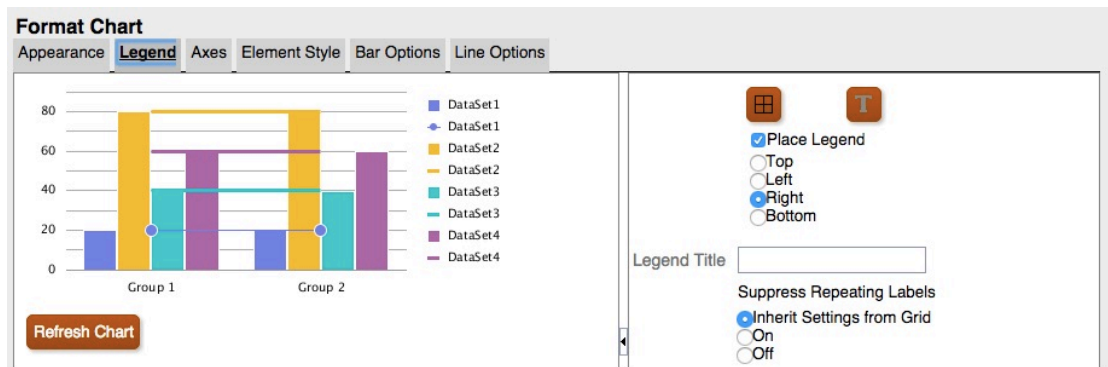 Format Chart
Appearance Legend Axes Element Style Bar Options Line Options
80
60
40
20
0
Group 1 Group 2
DataSet1
DataSet1
DataSet2
DataSet2
DataSet3
DataSet3
DataSet4
DataSet4
Refresh Chart
T
Place Legend
Top
Left
Right
Bottom
Legend Title
Suppress Repeating Labels
Inherit Settings from Grid
On
Off